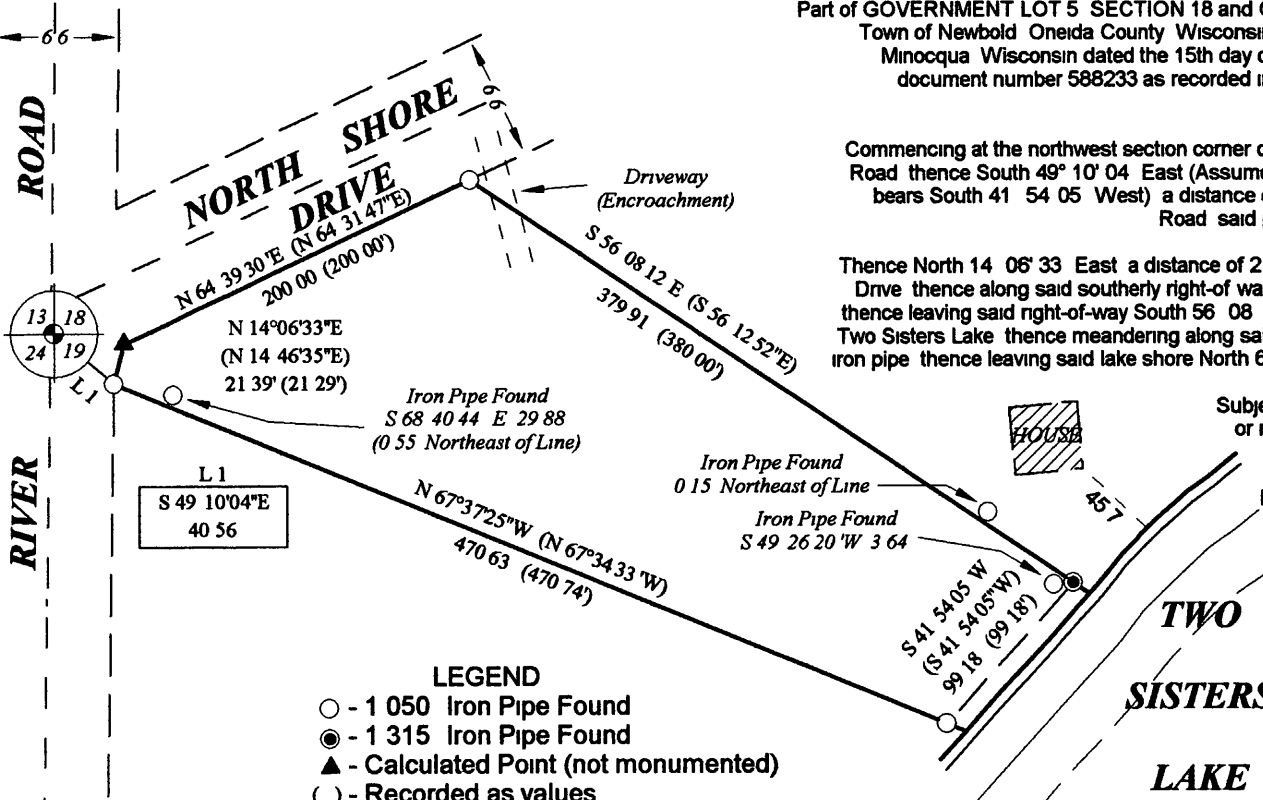 Part of GOVERNMENT LOT 5 SECTION 18 and
Town of Newbold Oneida County Wisconsi
Minocqua Wisconsin dated the 15th day
document number 588233 as recorded
Commencing at the northwest section corner
Road thence South 49° 10' 04 East (Assume
bears South 41 54 05 West) a distance
Road said
Thence North 14 06' 33 East a distance of 2
Drive thence along said southerly right-of wa
thence leaving said right-of-way South 56 08
Two Sisters Lake thence meandering along sa
iron pipe thence leaving said lake shore North 6
Subje
or
66
ROAD
RIVER
NORTH SHORE
DRIVE
66
N 64 39 30'E (N 64 31 47"E)
200 00 (200 00')
Driveway
(Encroachment)
S 56 08 12 E (S 56 12 52"E)
379 91 (380 00')
13 18
24 19
L 1
N 14°06'33"E
(N 14 46'35"E)
21 39' (21 29')
Iron Pipe Found
S 68 40 44 E 29 88
(0 55 Northeast of Line)
L 1
S 49 10'04"E
40 56
N 67°37'25"W (N 67°34 33 'W)
470 63 (470 74')
Iron Pipe Found
0 15 Northeast of Line
Iron Pipe Found
S 49 26 20 'W 3 64
HOUSE
45 7
S 41 54 05 W
(S 41 54 05"W)
99 18 (99 18')
TWO
SISTERS
LAKE
LEGEND
- 1 050 Iron Pipe Found
- 1 315 Iron Pipe Found
- Calculated Point (not monumented)
( ) - Recorded as values